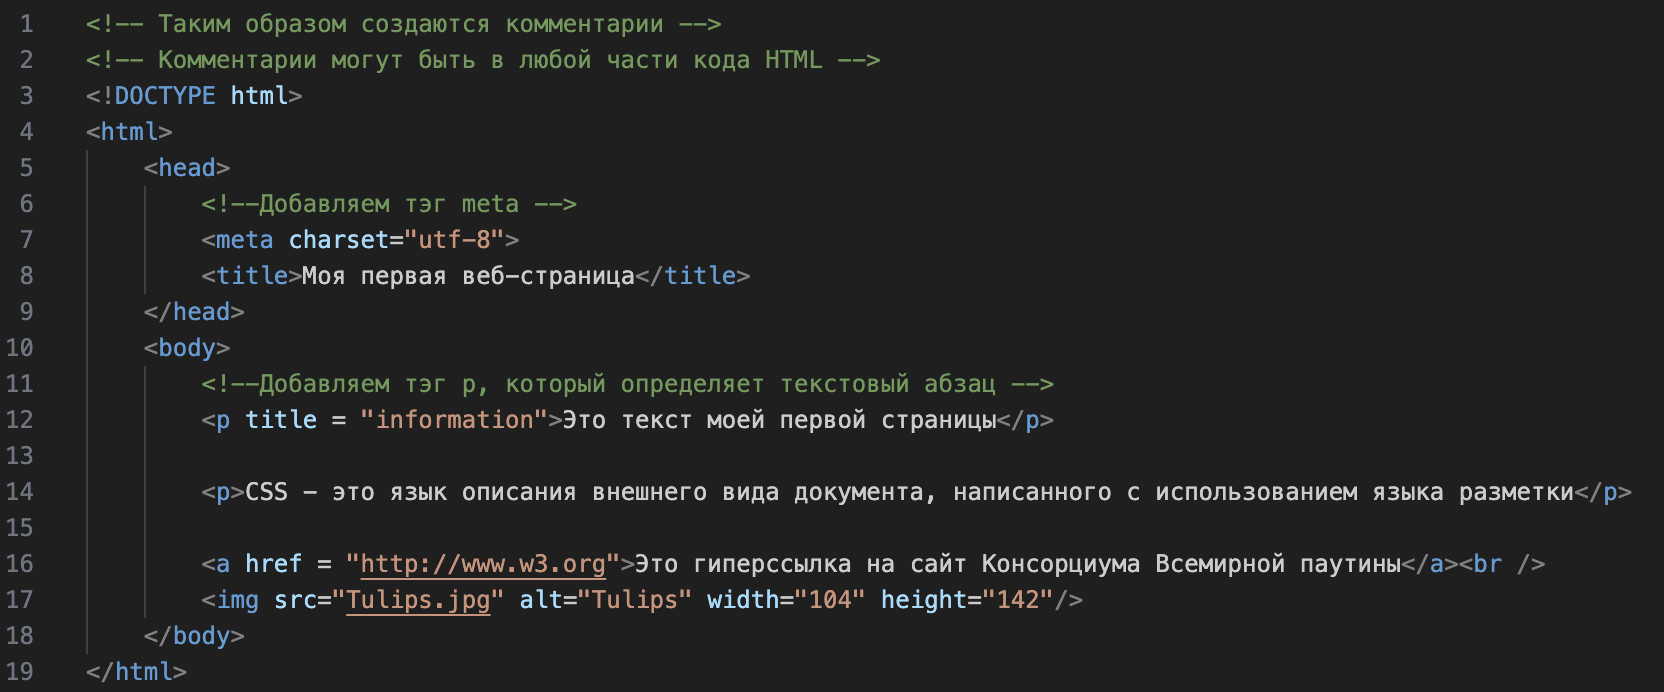 1 <!-- Таким образом создаются комментарии -->
2 <!-- Комментарии могут быть в любой части кода HTML -->
3 <!DOCTYPE html>
4 <html>
5 <head>
6 <!--Добавляем тэг meta -->
7 <meta charset="utf-8">
8 <title>Моя первая веб-страница</title>
9 </head>
10 <body>
11 <!--Добавляем тэг p, который определяет текстовый абзац -->
12 <p title = "information">Это текст моей первой страницы</p>
13
14 <p>CSS - это язык описания внешнего вида документа, написанного с использованием языка разметки</p>
15
16 <a href = "http://www.w3.org">Это гиперссылка на сайт Консорциума Всемирной паутины</a><br />
17 <img src="Tulips.jpg" alt="Tulips" width="104" height="142"/>
18 </body>
19 </html>